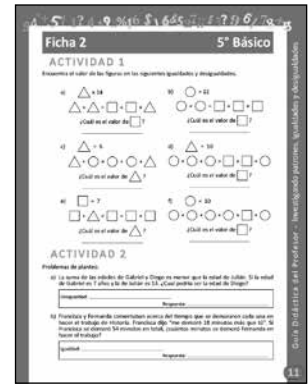 Ficha 2
5° Básico
ACTIVIDAD 1
Encuentra el valor de las figuras en las siguientes igualdades y desigualdades.
a)
b)
¿Cuál es el valor de ?
¿Cuál es el valor de ?
c)
d)
¿Cuál es el valor de ?
¿Cuál es el valor de ?
e)
f)
¿Cuál es el valor de ?
¿Cuál es el valor de ?
ACTIVIDAD 2
Problemas de planteo.
a) La suma de las edades de Gabriel y Diego es menor que la edad de Julián. Si la edad
de Gabriel es 7 años y la de Julián es 13. ¿Cuál podría ser la edad de Diego?
Desigualdad:
Respuesta:
b) Francisca y Fernanda comentaban acerca del tiempo que se demoraron cada una en
hacer el trabajo de Historia. Francisca dijo "me demoré 18 minutos más que tú". Si
Francisca se demoró 54 minutos en total, ¿cuántos minutos se demoró Fernanda en
hacer el trabajo?
Igualdad:
Respuesta:
Guía Didáctica del Profesor - Investigando patrones, igualdades y desigualdades
11